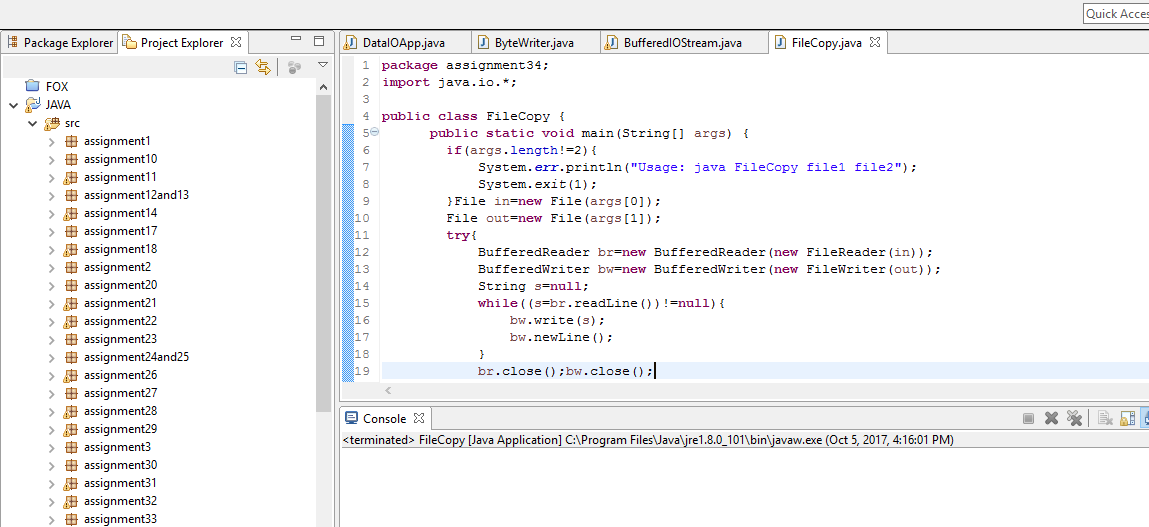 Quick Acces
Package Explorer
Project Explorer
FOX
JAVA
src
assignment1
assignment10
assignment11
assignment12and13
assignment14
assignment17
assignment18
assignment2
assignment20
assignment21
assignment22
assignment23
assignment24and25
assignment26
assignment27
assignment28
assignment29
assignment3
assignment30
assignment31
assignment32
assignment33
DataIOApp.java
ByteWriter.java
BufferedIOStream.java
FileCopy.java
1 package assignment34;
2 import java.io.*;
3
4 public class FileCopy {
5 public static void main(String[] args) {
6 if(args.length!=2){
7 System.err.println("Usage: java FileCopy file1 file2");
8 System.exit(1);
9 }File in=new File(args[0]);
10 File out=new File(args[1]);
11 try{
12 BufferedReader br=new BufferedReader(new FileReader(in));
13 BufferedWriter bw=new BufferedWriter(new FileWriter(out));
14 String s=null;
15 while((s=br.readLine())!=null){
16 bw.write(s);
17 bw.newLine();
18 }
19 br.close();bw.close();
Console
<terminated> FileCopy [Java Application] C:\Program Files\Java\jre1.8.0_101\bin\javaw.exe (Oct 5, 2017, 4:16:01 PM)